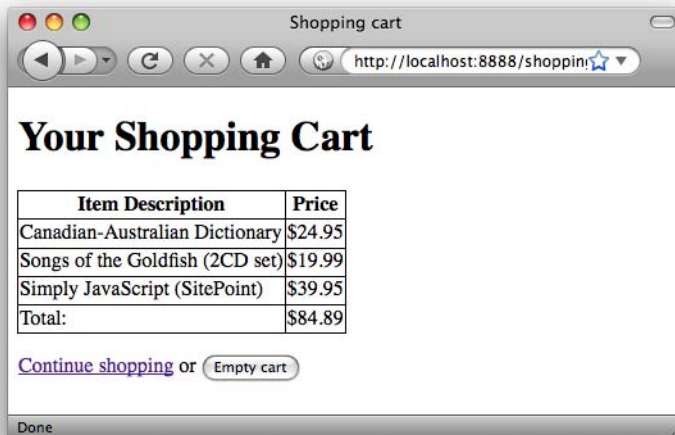 Shopping cart
http://localhost:8888/shoppin
Your Shopping Cart
Item Description Price
Canadian-Australian Dictionary $24.95
Songs of the Goldfish (2CD set) $19.99
Simply JavaScript (SitePoint) $39.95
Total: $84.89
Continue shopping or Empty cart
Done